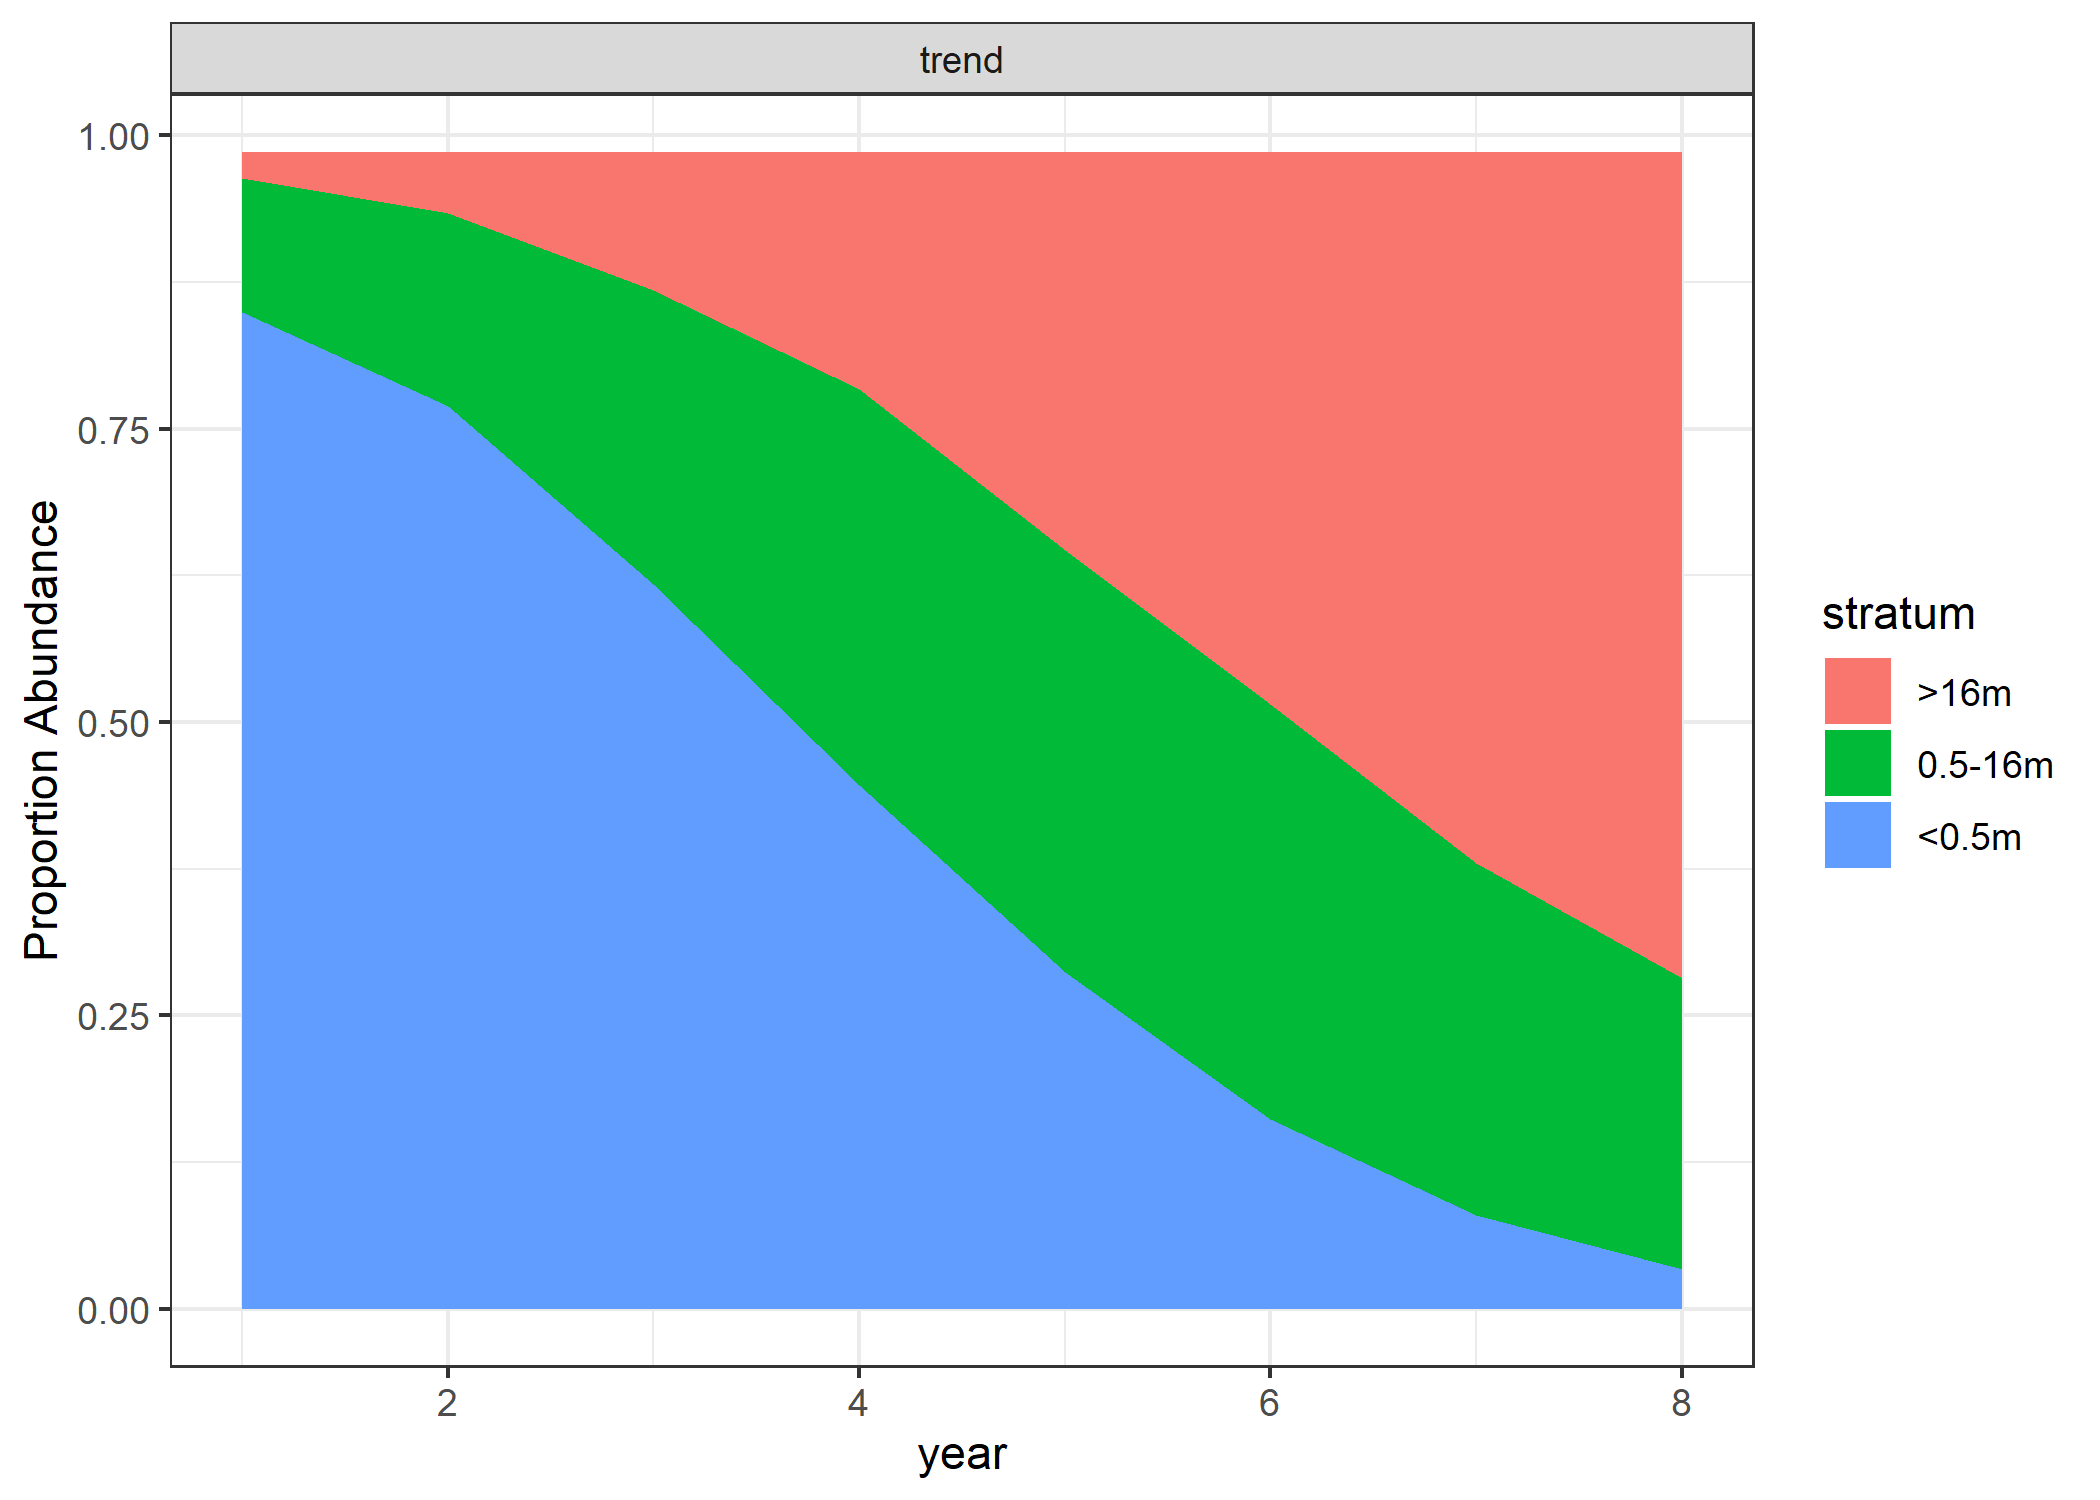 trend
1.00
0.75
0.50
0.25
0.00
Proportion Abundance
2 4 6 8
year
stratum
>16m
0.5-16m
<0.5m